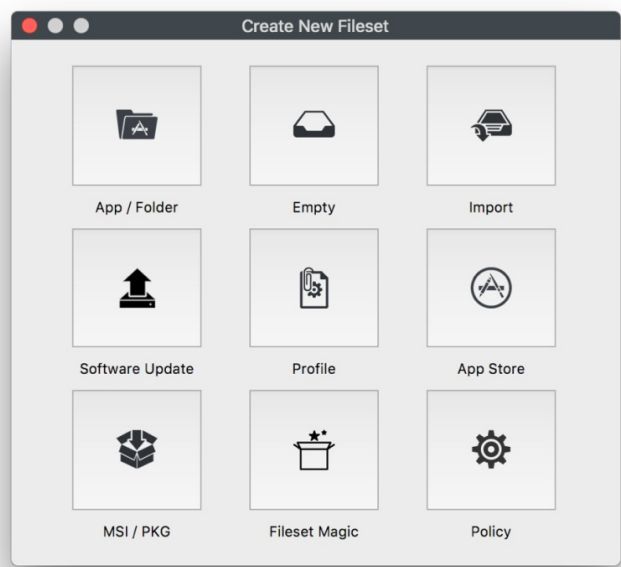 Create New Fileset
App / Folder
Empty
Import
Software Update
Profile
App Store
MSI / PKG
Fileset Magic
Policy